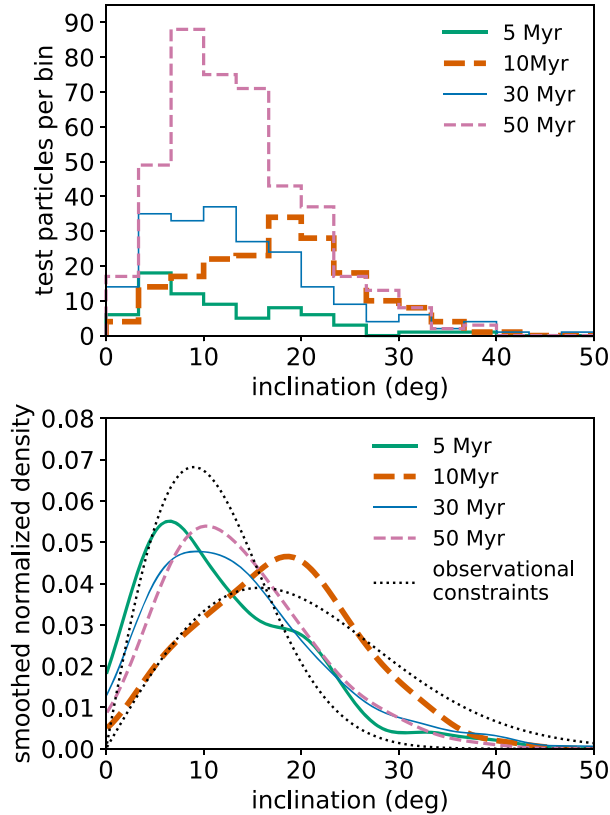 90
80
70
60
50
40
30
20
10
0
test particles per bin
5 Myr
10Myr
30 Myr
50 Myr
0 10 20 30 40 50
inclination (deg)
0.08
0.07
0.06
0.05
0.04
0.03
0.02
0.01
0.00
smoothed normalized density
5 Myr
10Myr
30 Myr
50 Myr
observational
constraints
0 10 20 30 40 50
inclination (deg)